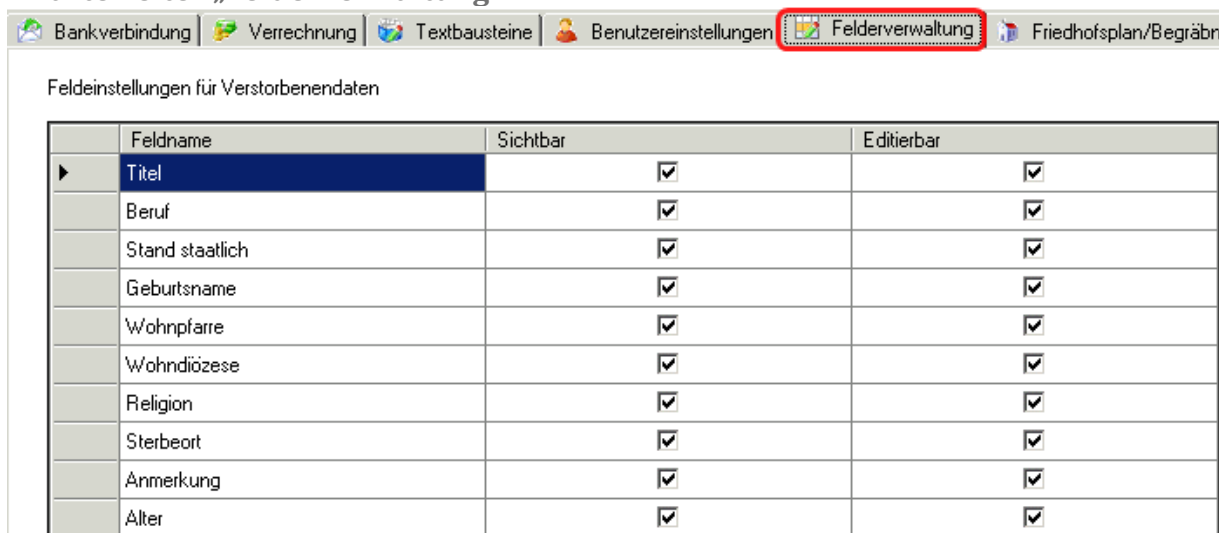 Bankverbindung Verrechnung Textbausteine Benutzereinstellungen Felderverwaltung Friedhofsplan/Begräbn
Feldeinstellungen für Verstorbenendaten
Feldname Sichtbar Editierbar
Titel
Beruf
Stand staatlich
Geburtsname
Wohnpfarre
Wohndiözese
Religion
Sterbeort
Anmerkung
Alter